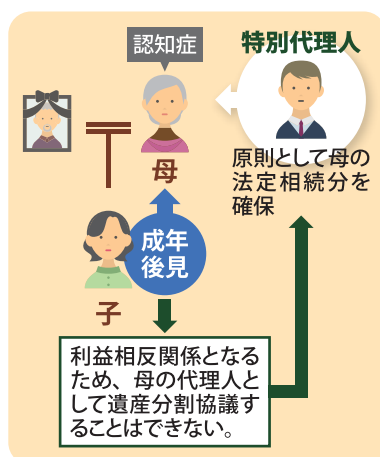 認知症
特別代理人
母
原則として母の
法定相続分を
確保
成年
後見
子
利益相反関係となる
ため、母の代理人と
して遺産分割協議す
ることはできない。